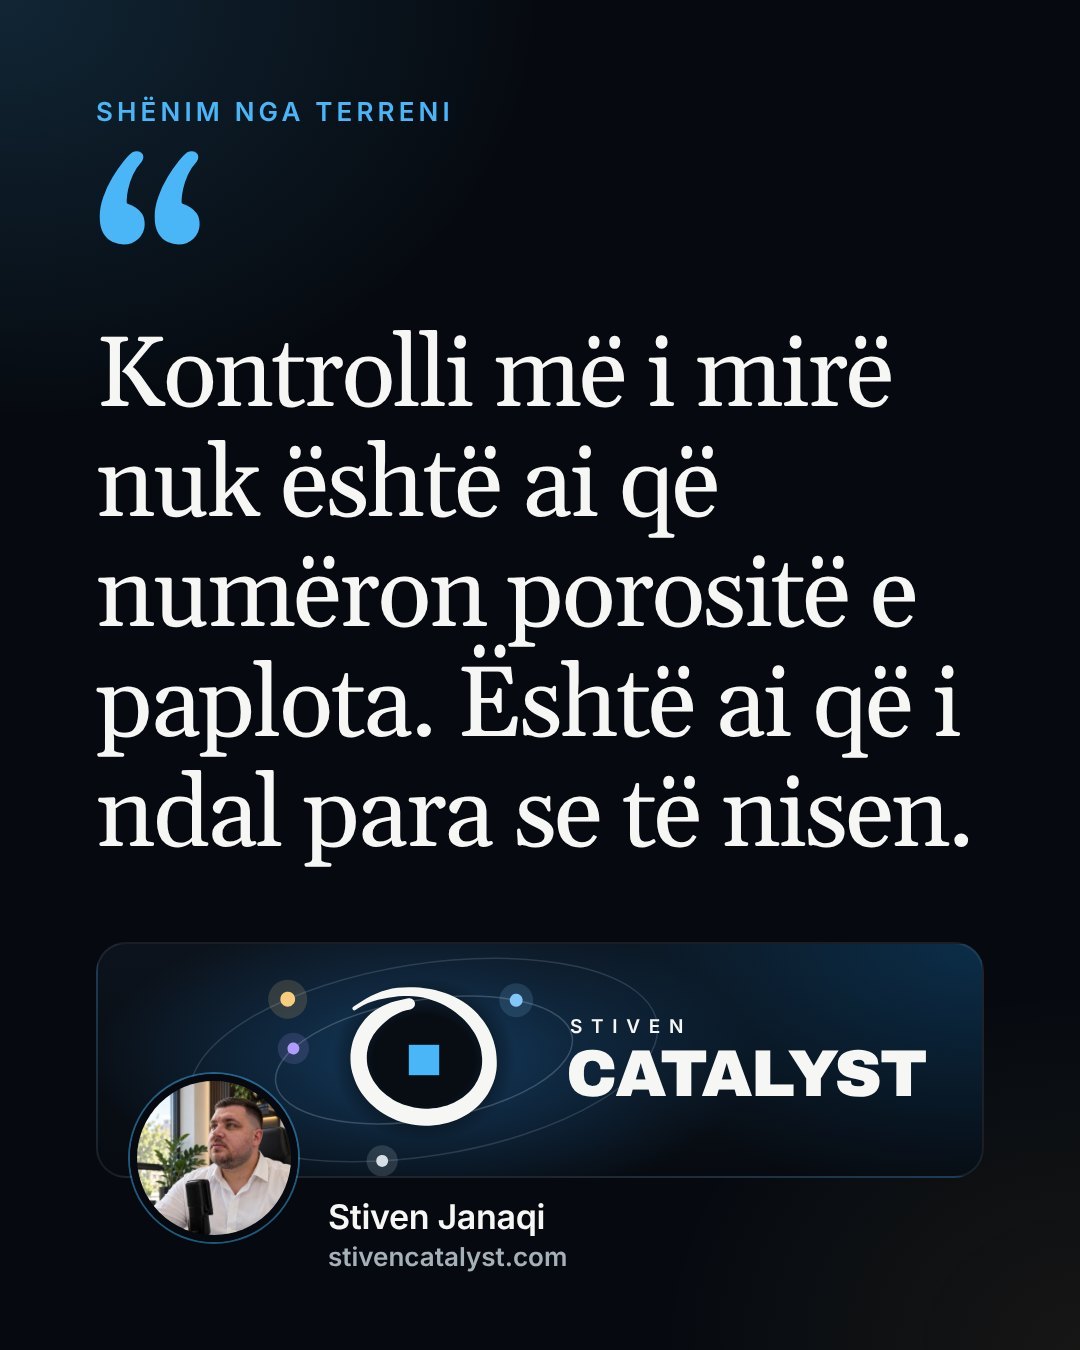 SHËNIM NGA TERRENI
“
Kontrolli më i mirë
nuk është ai që
numëron porositë e
paplota. Është ai që i
ndal para se të nisen.
STIVEN
CATALYST
Stiven Janaqi
stivencatalyst.com